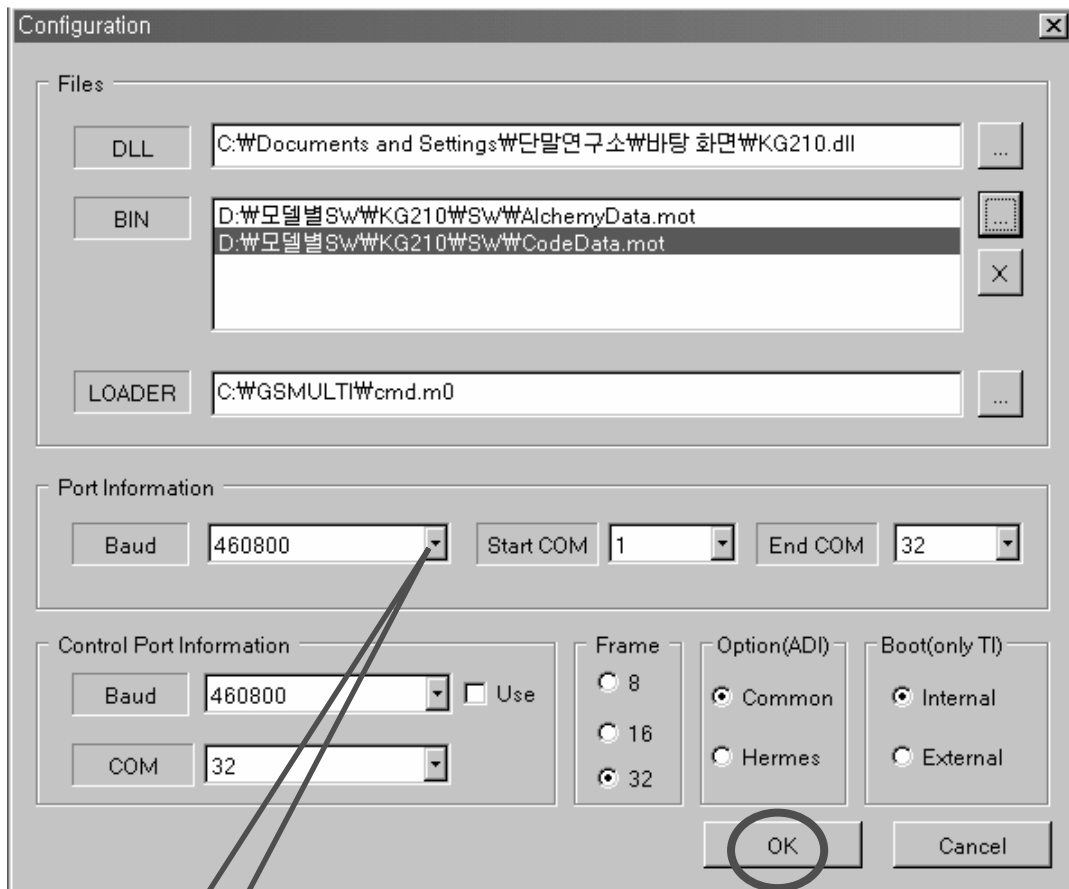 Configuration
Files
DLL
C:₩Documents and Settings₩단말연구소₩바탕 화면₩KG210.dll
...
BIN
D:₩모델별SW₩KG210₩SW₩AlchemyData.mot
...
D:₩모델별SW₩KG210₩SW₩CodeData.mot
X
LOADER
C:₩GSMULTI₩cmd.m0
...
Port Information
Baud
460800
Start COM
1
End COM
32
Control Port Information
Baud
460800
Use
COM
32
Frame
8
16
32
Option(ADI)
Common
Hermes
Boot(only TI)
Internal
External
OK
Cancel